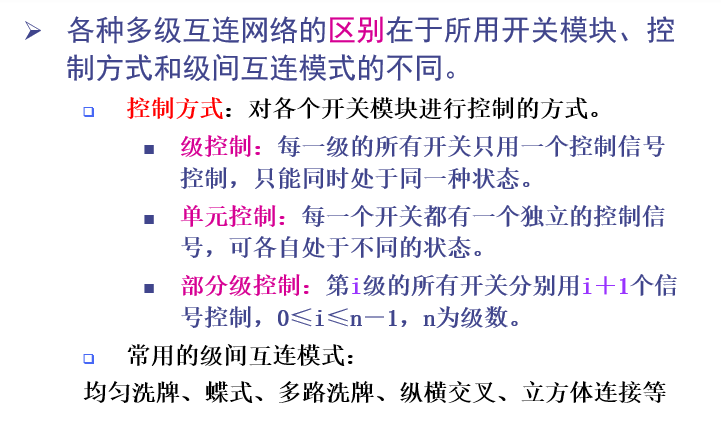 各种多级互连网络的区别在于所用开关模块、控
制方式和级间互连模式的不同。
控制方式：对各个开关模块进行控制的方式。
级控制：每一级的所有开关只用一个控制信号
控制，只能同时处于同一种状态。
单元控制：每一个开关都有一个独立的控制信
号，可各自处于不同的状态。
部分级控制：第i级的所有开关分别用i＋1个信
号控制，0≤i≤n－1，n为级数。
常用的级间互连模式：
均匀洗牌、蝶式、多路洗牌、纵横交叉、立方体连接等